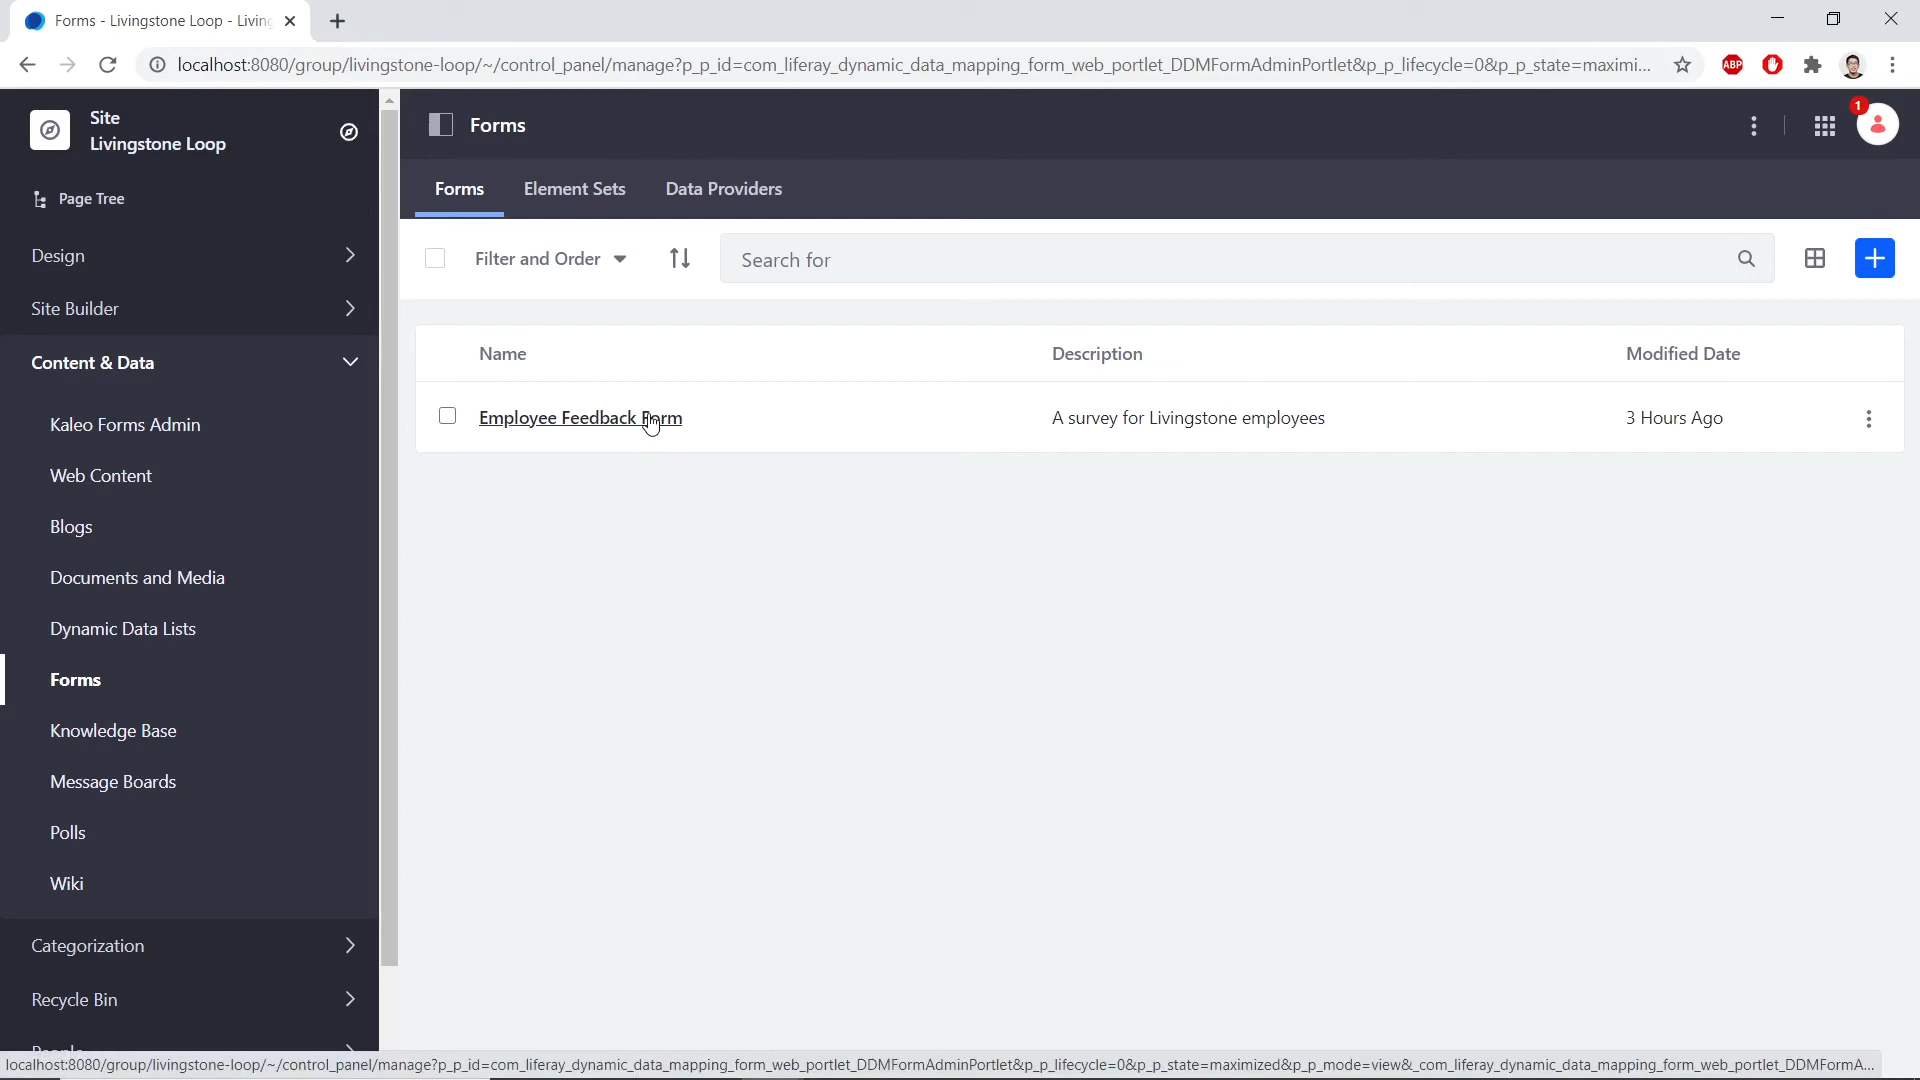 Forms - Livingstone Loop - Living
localhost:8080/group/livingstone-loop/~/control_panel/manage?p_p_id=com_liferay_dynamic_data_mapping_form_web_portlet_DDMFormAdminPortlet&p_p_lifecycle=0&p_p_state=maximi...
ABP
Site
Livingstone Loop
Forms
1
Page Tree
Forms
Element Sets
Data Providers
Design
Filter and Order
Search for
Site Builder
Content & Data
Name
Description
Modified Date
Employee Feedback Form
A survey for Livingstone employees
3 Hours Ago
Kaleo Forms Admin
Web Content
Blogs
Documents and Media
Dynamic Data Lists
Forms
Knowledge Base
Message Boards
Polls
Wiki
Categorization
Recycle Bin
People
localhost:8080/group/livingstone-loop/~/control_panel/manage?p_p_id=com_liferay_dynamic_data_mapping_form_web_portlet_DDMFormAdminPortlet&p_p_lifecycle=0&p_p_state=maximized&p_p_mode=view&_com_liferay_dynamic_data_mapping_form_web_portlet_DDMFormA...